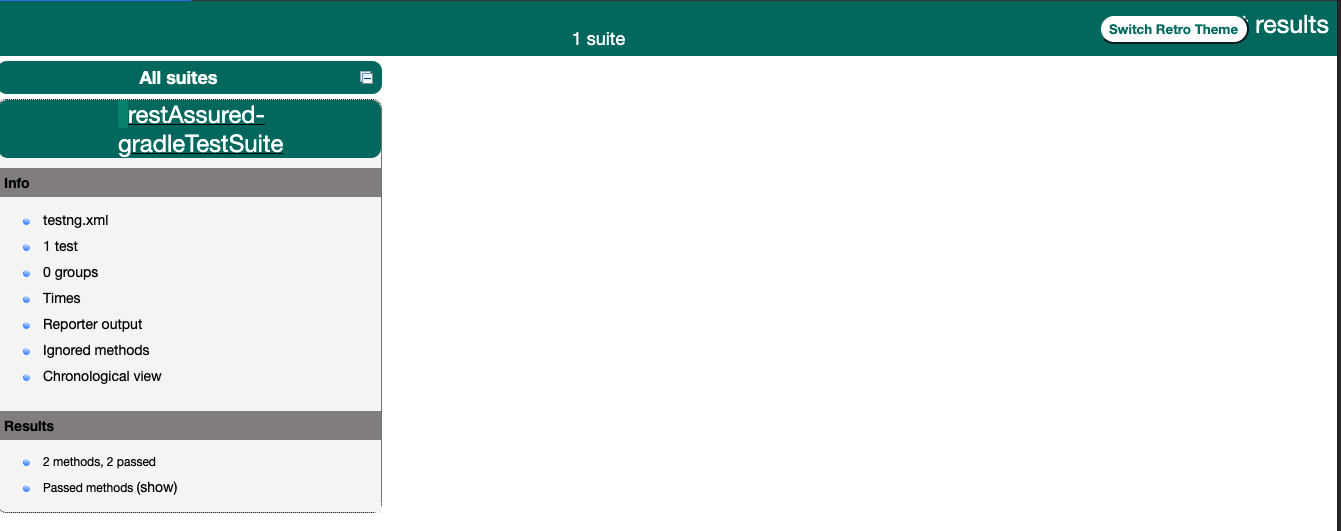 1 suite
Switch Retro Theme
results
All suites
restAssured-
gradleTestSuite
Info
testng.xml
1 test
0 groups
Times
Reporter output
Ignored methods
Chronological view
Results
2 methods, 2 passed
Passed methods (show)